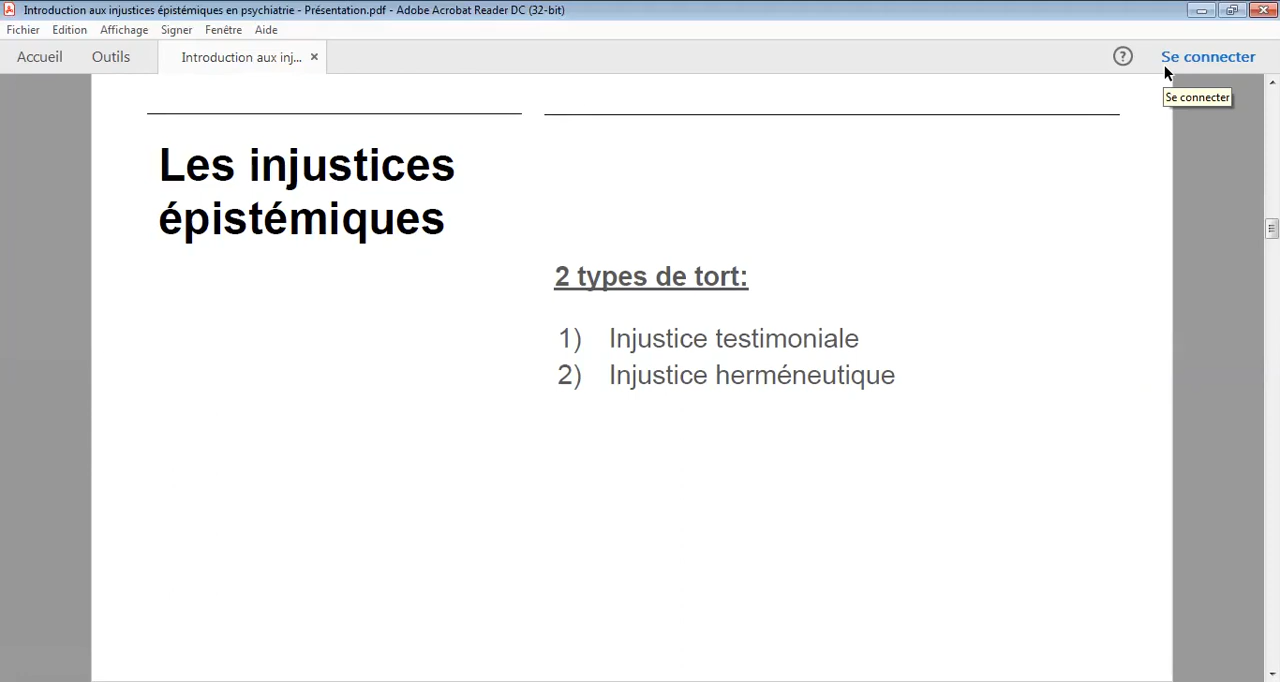 Introduction aux injustices épistémiques en psychiatrie - Présentation.pdf - Adobe Acrobat Reader DC (32-bit)
Fichier Edition Affichage Signer Fenêtre Aide
Accueil Outils Introduction aux inj... × ? Se connecter
Se connecter
Les injustices
épistémiques
2 types de tort:
1) Injustice testimoniale
2) Injustice herméneutique